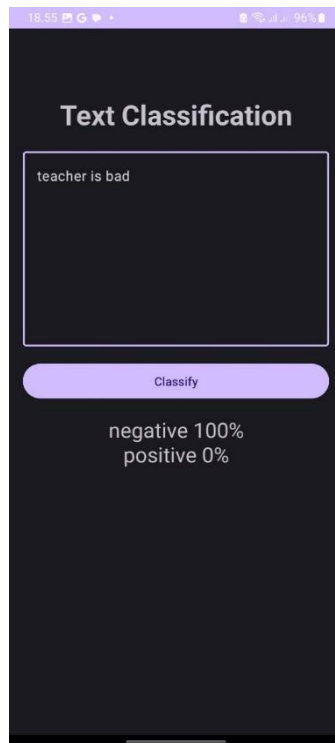 18.55 G 96%
Text Classification
teacher is bad
Classify
negative 100%
positive 0%